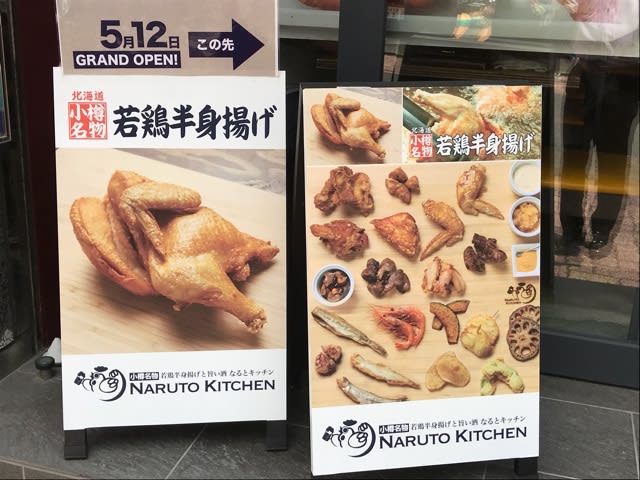 5月12日
GRAND OPEN!
この先
北海道
小樽
名物
若鶏半身揚げ
小樽名物 若鶏半身揚げと旨い酒 なるとキッチン
NARUTO KITCHEN
北海道
小樽
名物
若鶏半身揚げ
小樽名物 若鶏半身揚げと旨い酒 なるとキッチン
NARUTO KITCHEN